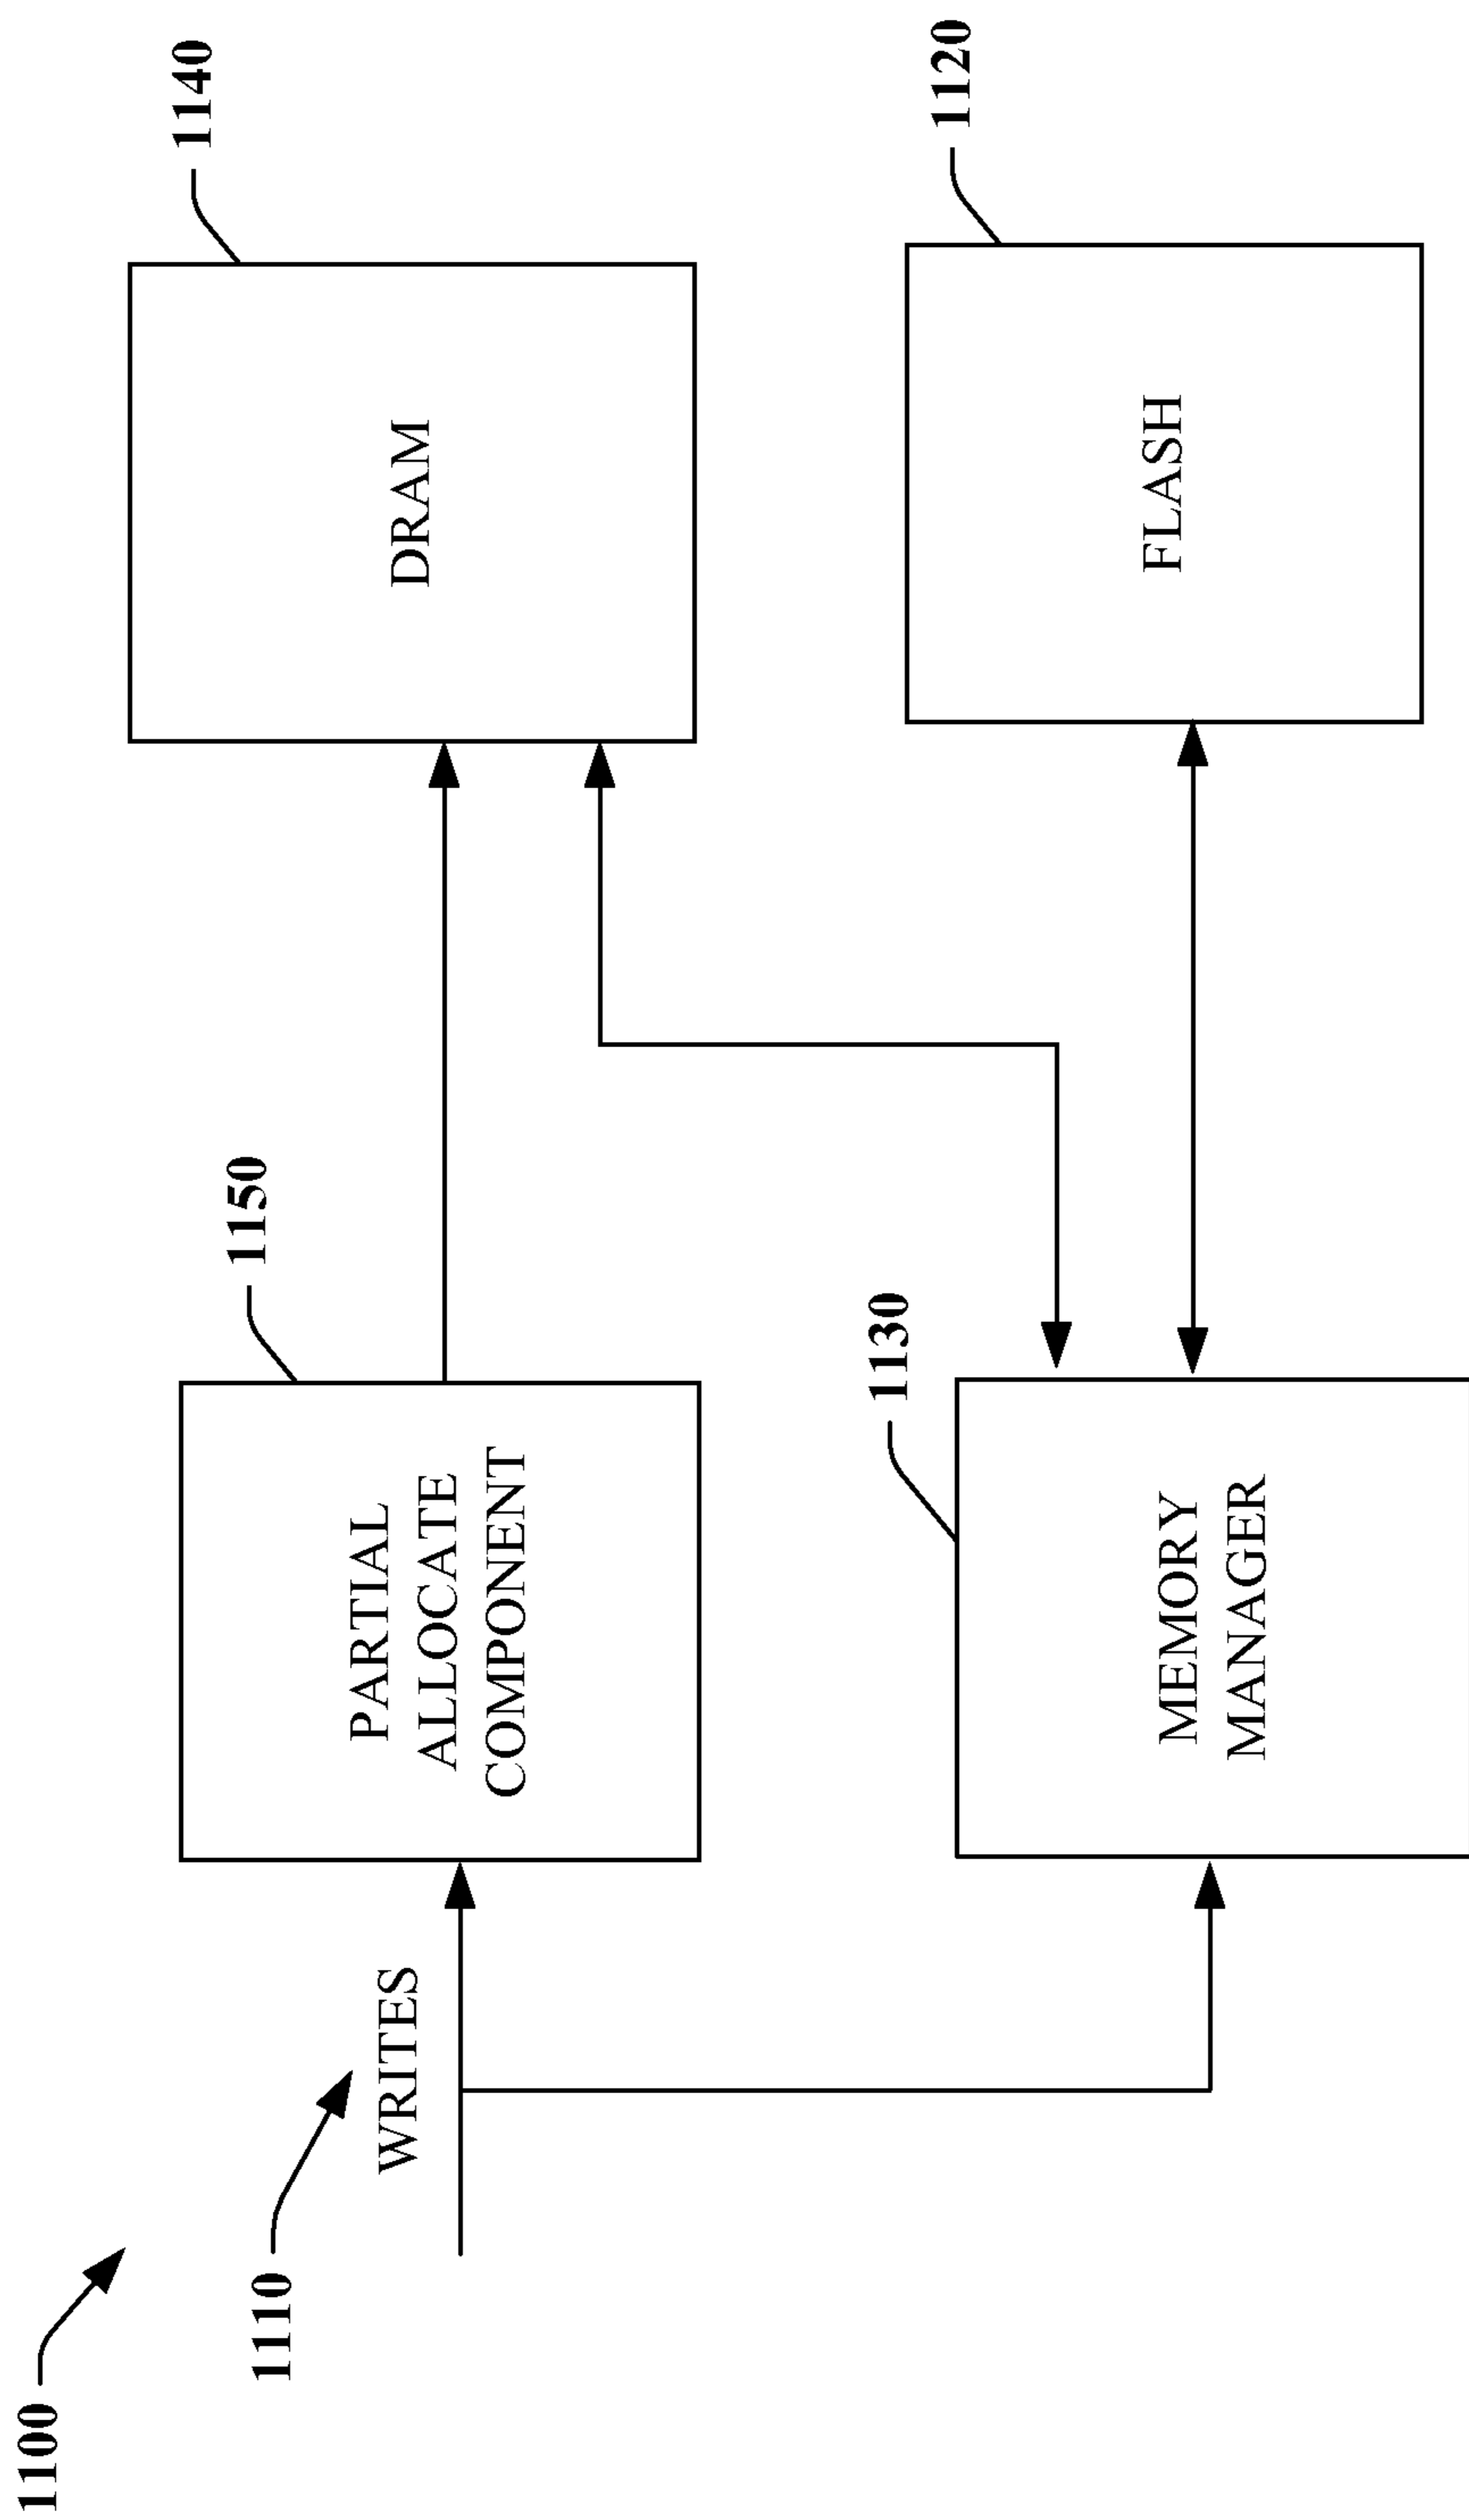 1100
1110
WRITES
1150
PARTIAL
ALLOCATE
COMPONENT
1140
DRAM
1130
MEMORY
MANAGER
1120
FLASH